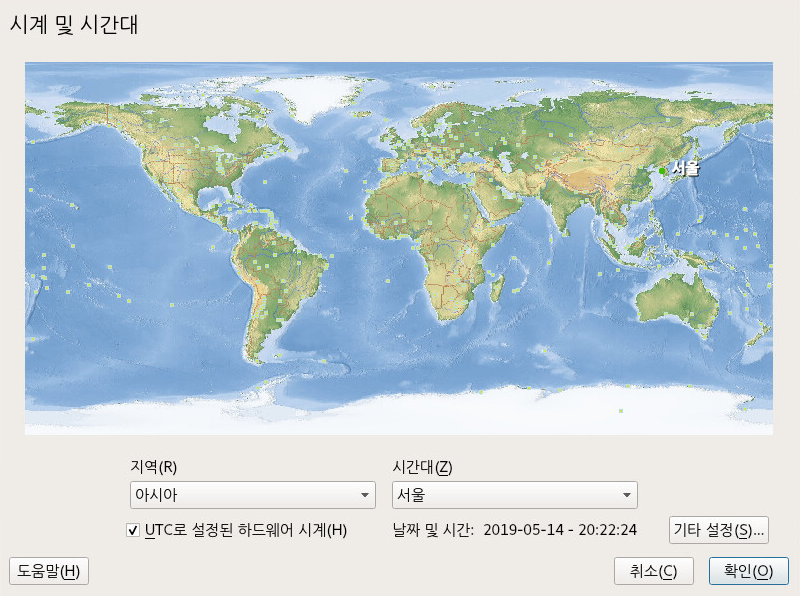 시계 및 시간대
서울
지역(R)
시간대(Z)
아시아
서울
UTC로 설정된 하드웨어 시계(H)
날짜 및 시간: 2019-05-14 - 20:22:24
기타 설정(S)...
도움말(H)
취소(C)
확인(O)